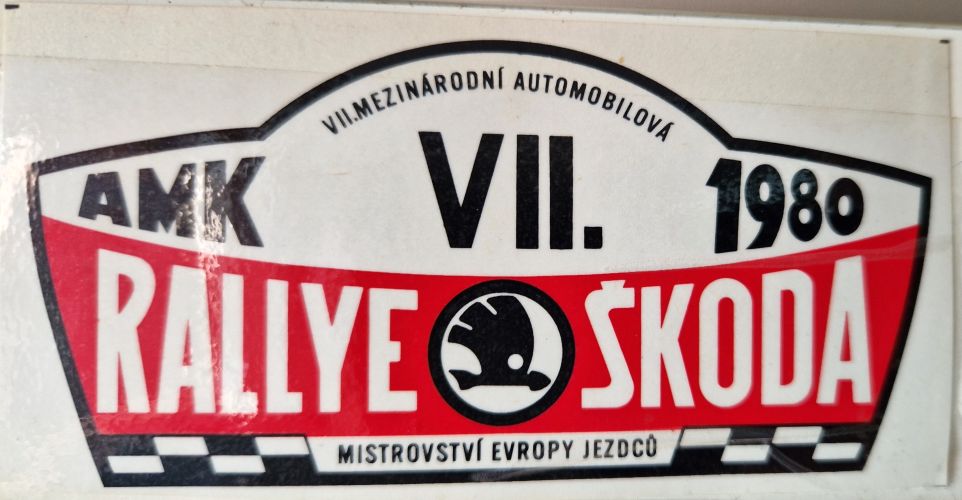 VII.MEZINÁRODNÍ AUTOMOBILOVÁ
AMK VII. 1980
RALLYE ŠKODA
MISTROVSTVÍ EVROPY JEZDCŮ